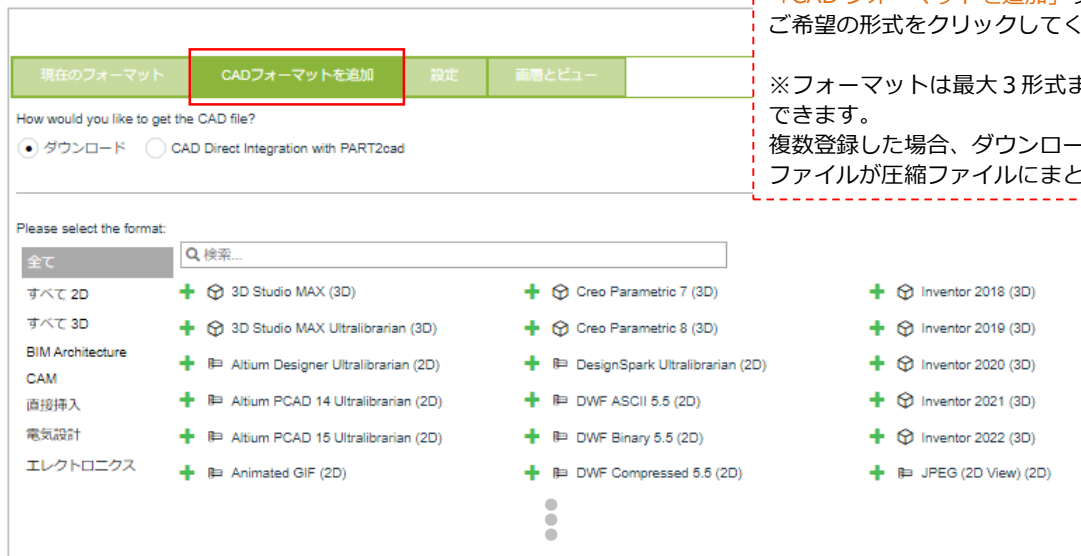 ご希望の形式をクリックしてく
※フォーマットは最大３形式ま
できます。
複数登録した場合、ダウンロー
ファイルが圧縮ファイルにまと
現在のフォーマット CADフォーマットを追加 設定 画層とビュー
How would you like to get the CAD file?
ダウンロード CAD Direct Integration with PART2cad
Please select the format:
検索...
全て
すべて 2D
すべて 3D
BIM Architecture
CAM
直接挿入
電気設計
エレクトロニクス
3D Studio MAX (3D)
3D Studio MAX Ultralibrarian (3D)
Altium Designer Ultralibrarian (2D)
Altium PCAD 14 Ultralibrarian (2D)
Altium PCAD 15 Ultralibrarian (2D)
Animated GIF (2D)
Creo Parametric 7 (3D)
Creo Parametric 8 (3D)
DesignSpark Ultralibrarian (2D)
DWF ASCII 5.5 (2D)
DWF Binary 5.5 (2D)
DWF Compressed 5.5 (2D)
Inventor 2018 (3D)
Inventor 2019 (3D)
Inventor 2020 (3D)
Inventor 2021 (3D)
Inventor 2022 (3D)
JPEG (2D View) (2D)